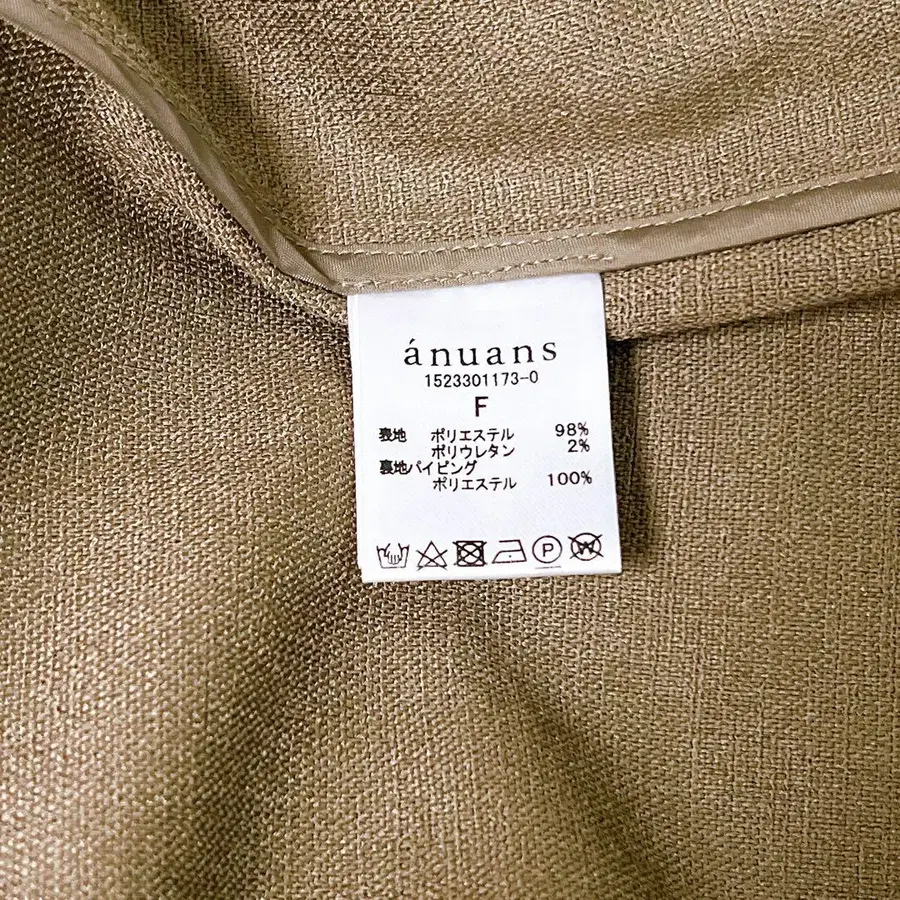 ánuans
1523301173-0
F
表地 ポリエステル 98%
ポリウレタン 2%
裏地パイピング
ポリエステル 100%
P
W